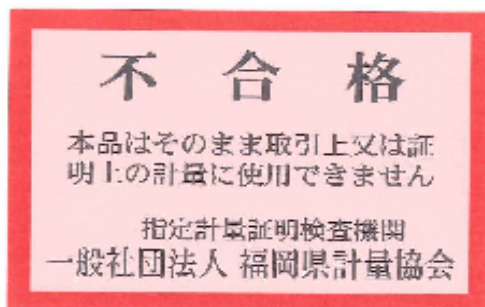 不合格
本品はそのまま取引上又は証
明上の計量に使用できません
指定計量証明検査機関
一般社団法人 福岡県計量協会